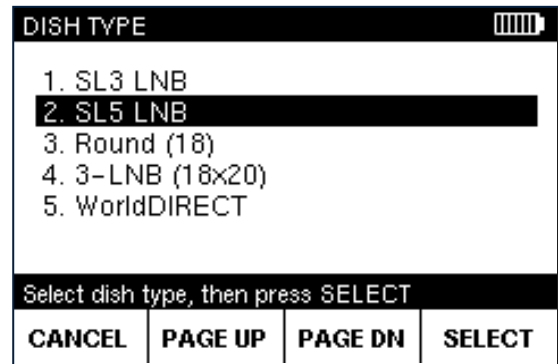 DISH TYPE
1. SL3 LNB
2. SL5 LNB
3. Round (18)
4. 3-LNB (18x20)
5. WorldDIRECT
Select dish type, then press SELECT
CANCEL PAGE UP PAGE DN SELECT